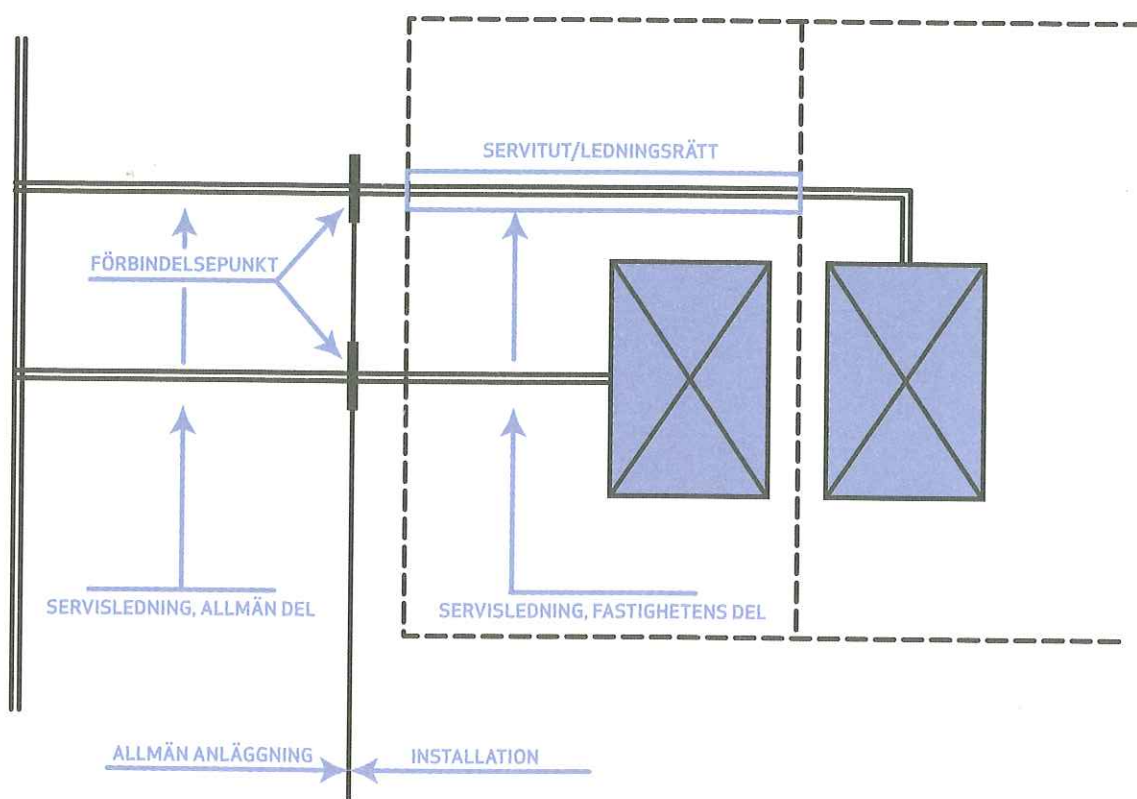 SERVITUT/LEDNINGSRÄTT
FÖRBINDELSEPUNKT
SERVISLEDNING, ALLMÄN DEL
SERVISLEDNING, FASTIGHETENS DEL
ALLMÄN ANLÄGGNING
INSTALLATION